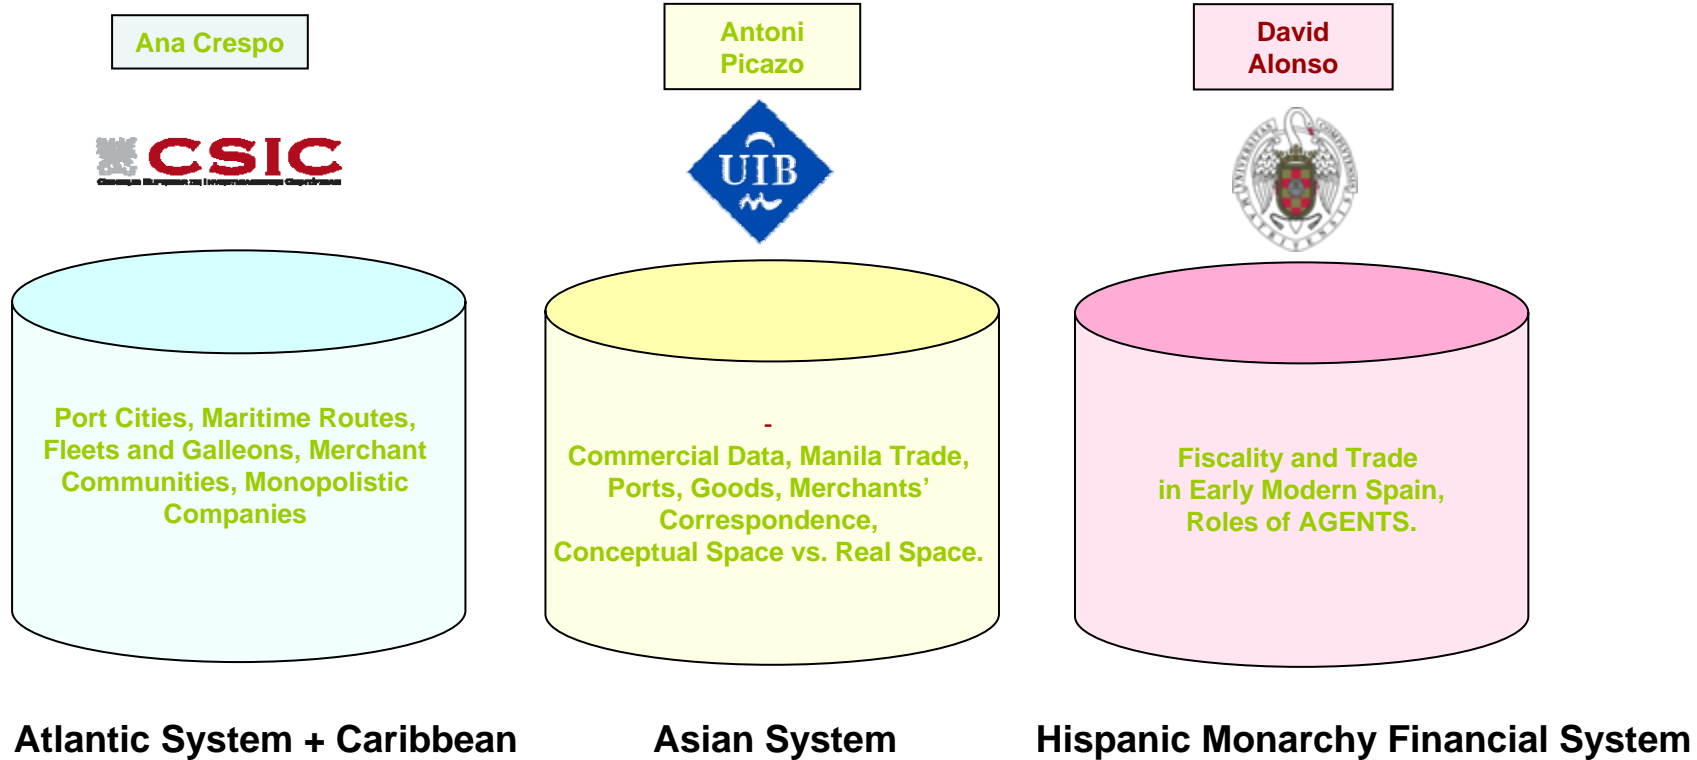 Ana Crespo
Antoni
Picazo
David
Alonso
CSIC
UIB
Port Cities, Maritime Routes,
Fleets and Galleons, Merchant
Communities, Monopolistic
Companies
-
Commercial Data, Manila Trade,
Ports, Goods, Merchants’
Correspondence,
Conceptual Space vs. Real Space.
Fiscality and Trade
in Early Modern Spain,
Roles of AGENTS.
Atlantic System + Caribbean
Asian System
Hispanic Monarchy Financial System